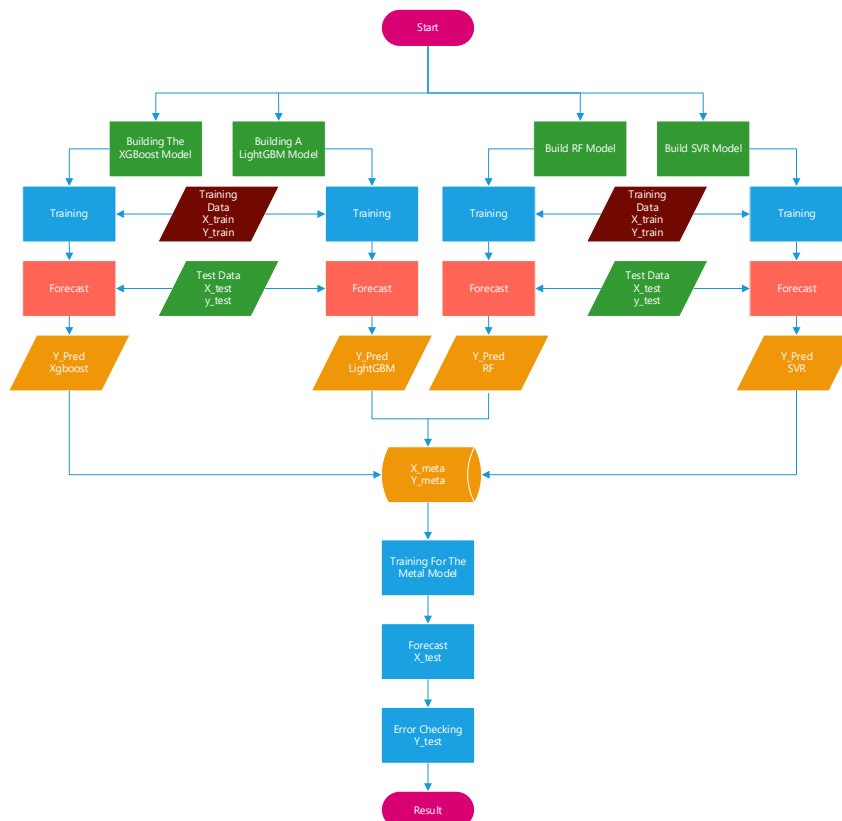 Start
Building The
XGBoost Model
Building A
LightGBM Model
Build RF Model
Build SVR Model
Training
Training
Data
X_train
Y_train
Training
Training
Training
Data
X_train
Y_train
Training
Forecast
Test Data
X_test
y_test
Forecast
Forecast
Test Data
X_test
y_test
Forecast
Y_Pred
Xgboost
Y_Pred
LightGBM
Y_Pred
RF
Y_Pred
SVR
X_meta
Y_meta
Training For The
Metal Model
Forecast
X_test
Error Checking
Y_test
Result